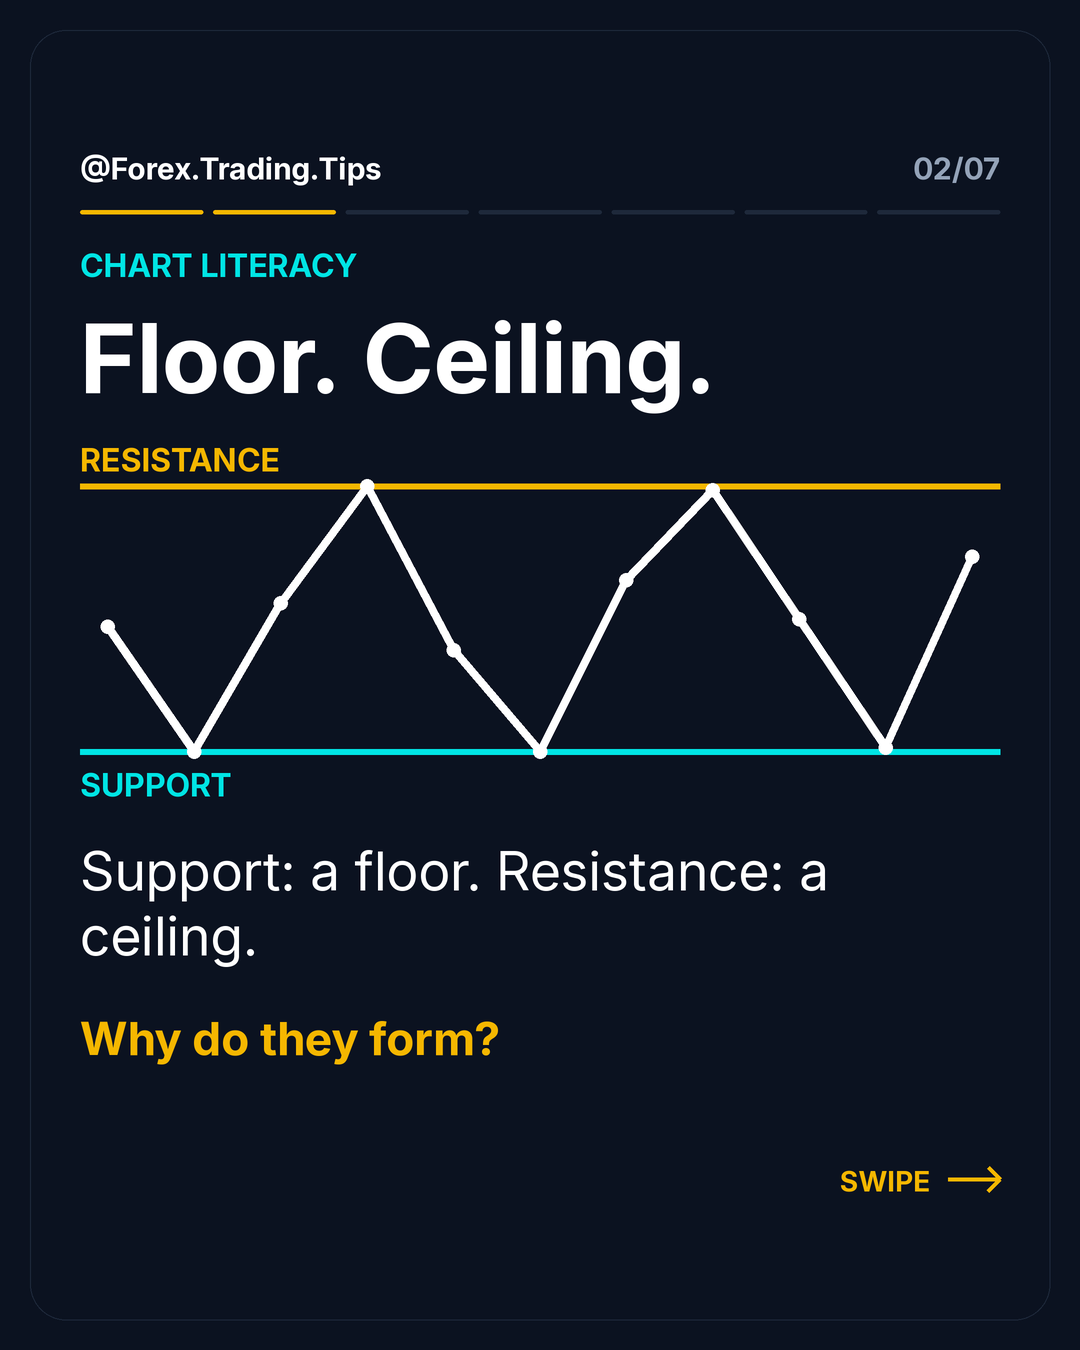 @Forex.Trading.Tips
02/07
CHART LITERACY
Floor. Ceiling.
RESISTANCE
SUPPORT
Support: a floor. Resistance: a
ceiling.
Why do they form?
SWIPE